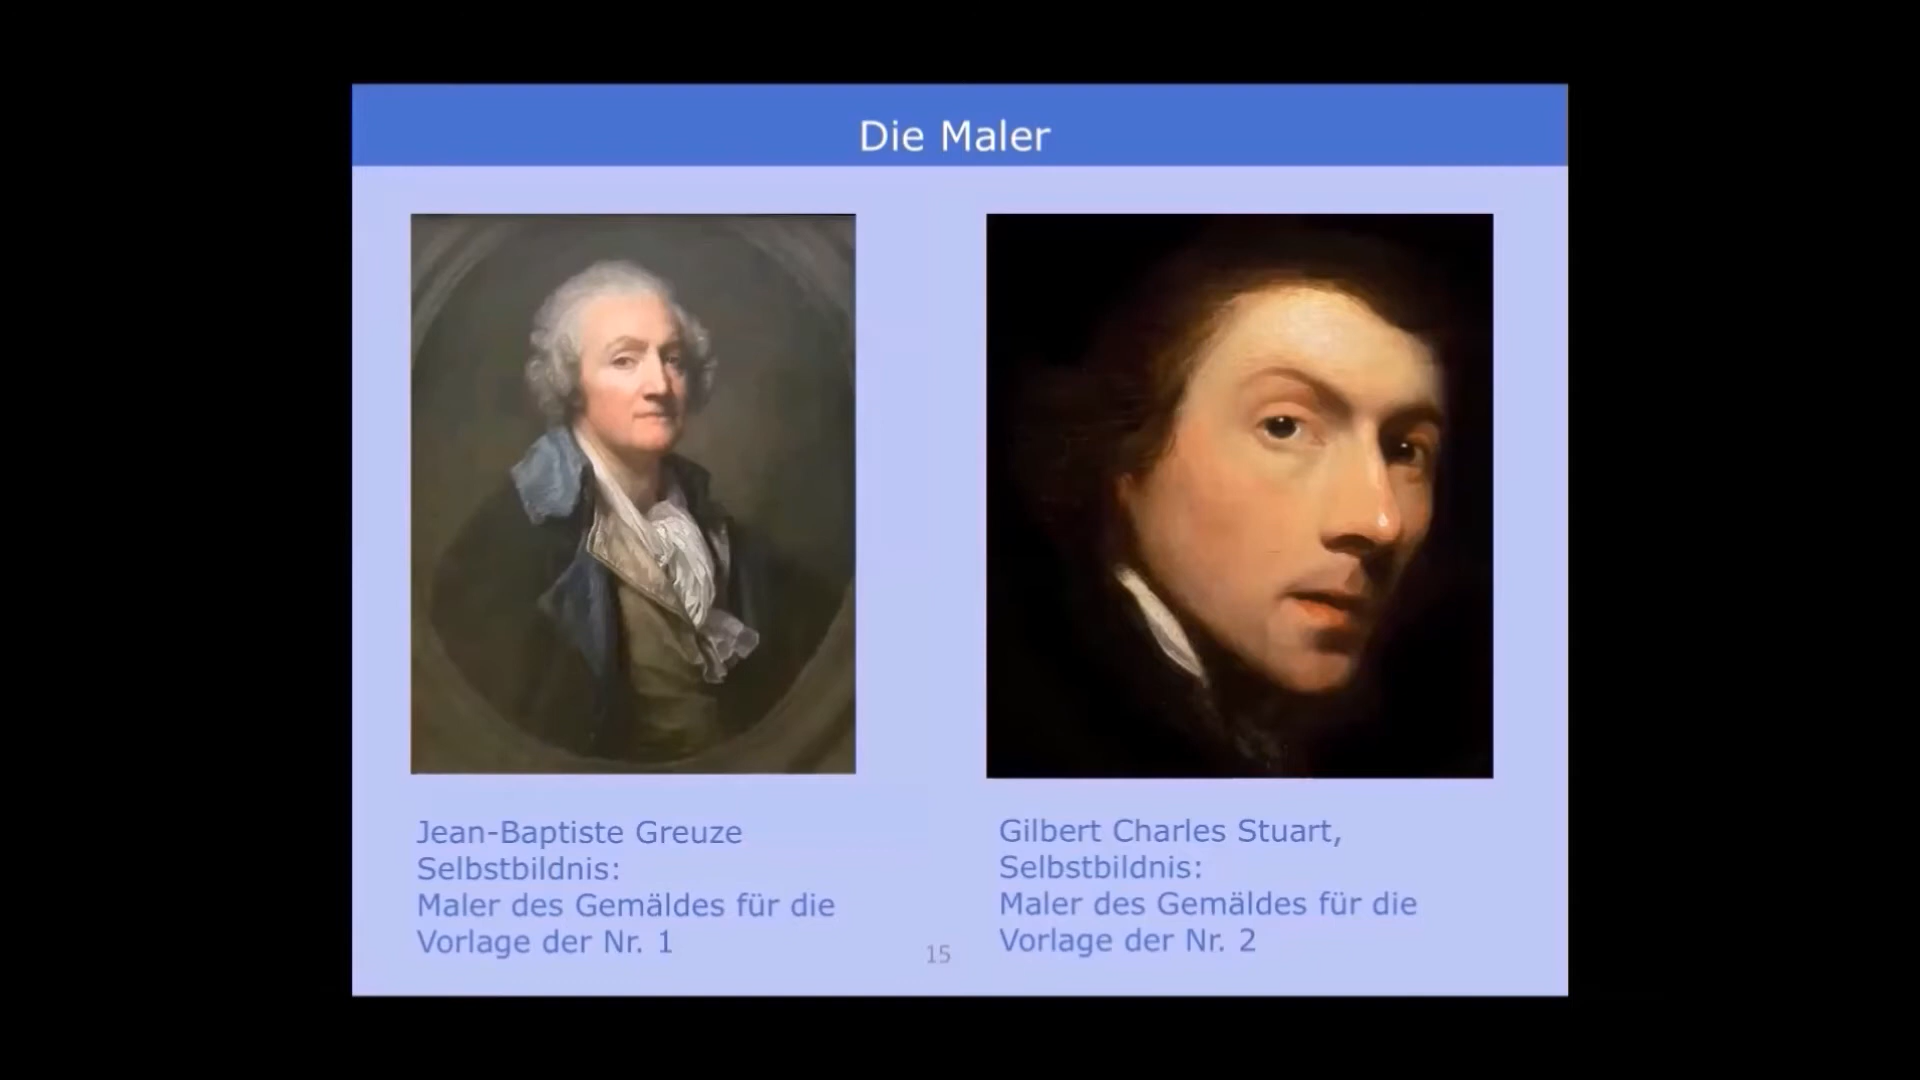 Die Maler
Jean-Baptiste Greuze
Selbstbildnis:
Maler des Gemäldes für die
Vorlage der Nr. 1
Gilbert Charles Stuart,
Selbstbildnis:
Maler des Gemäldes für die
Vorlage der Nr. 2
15